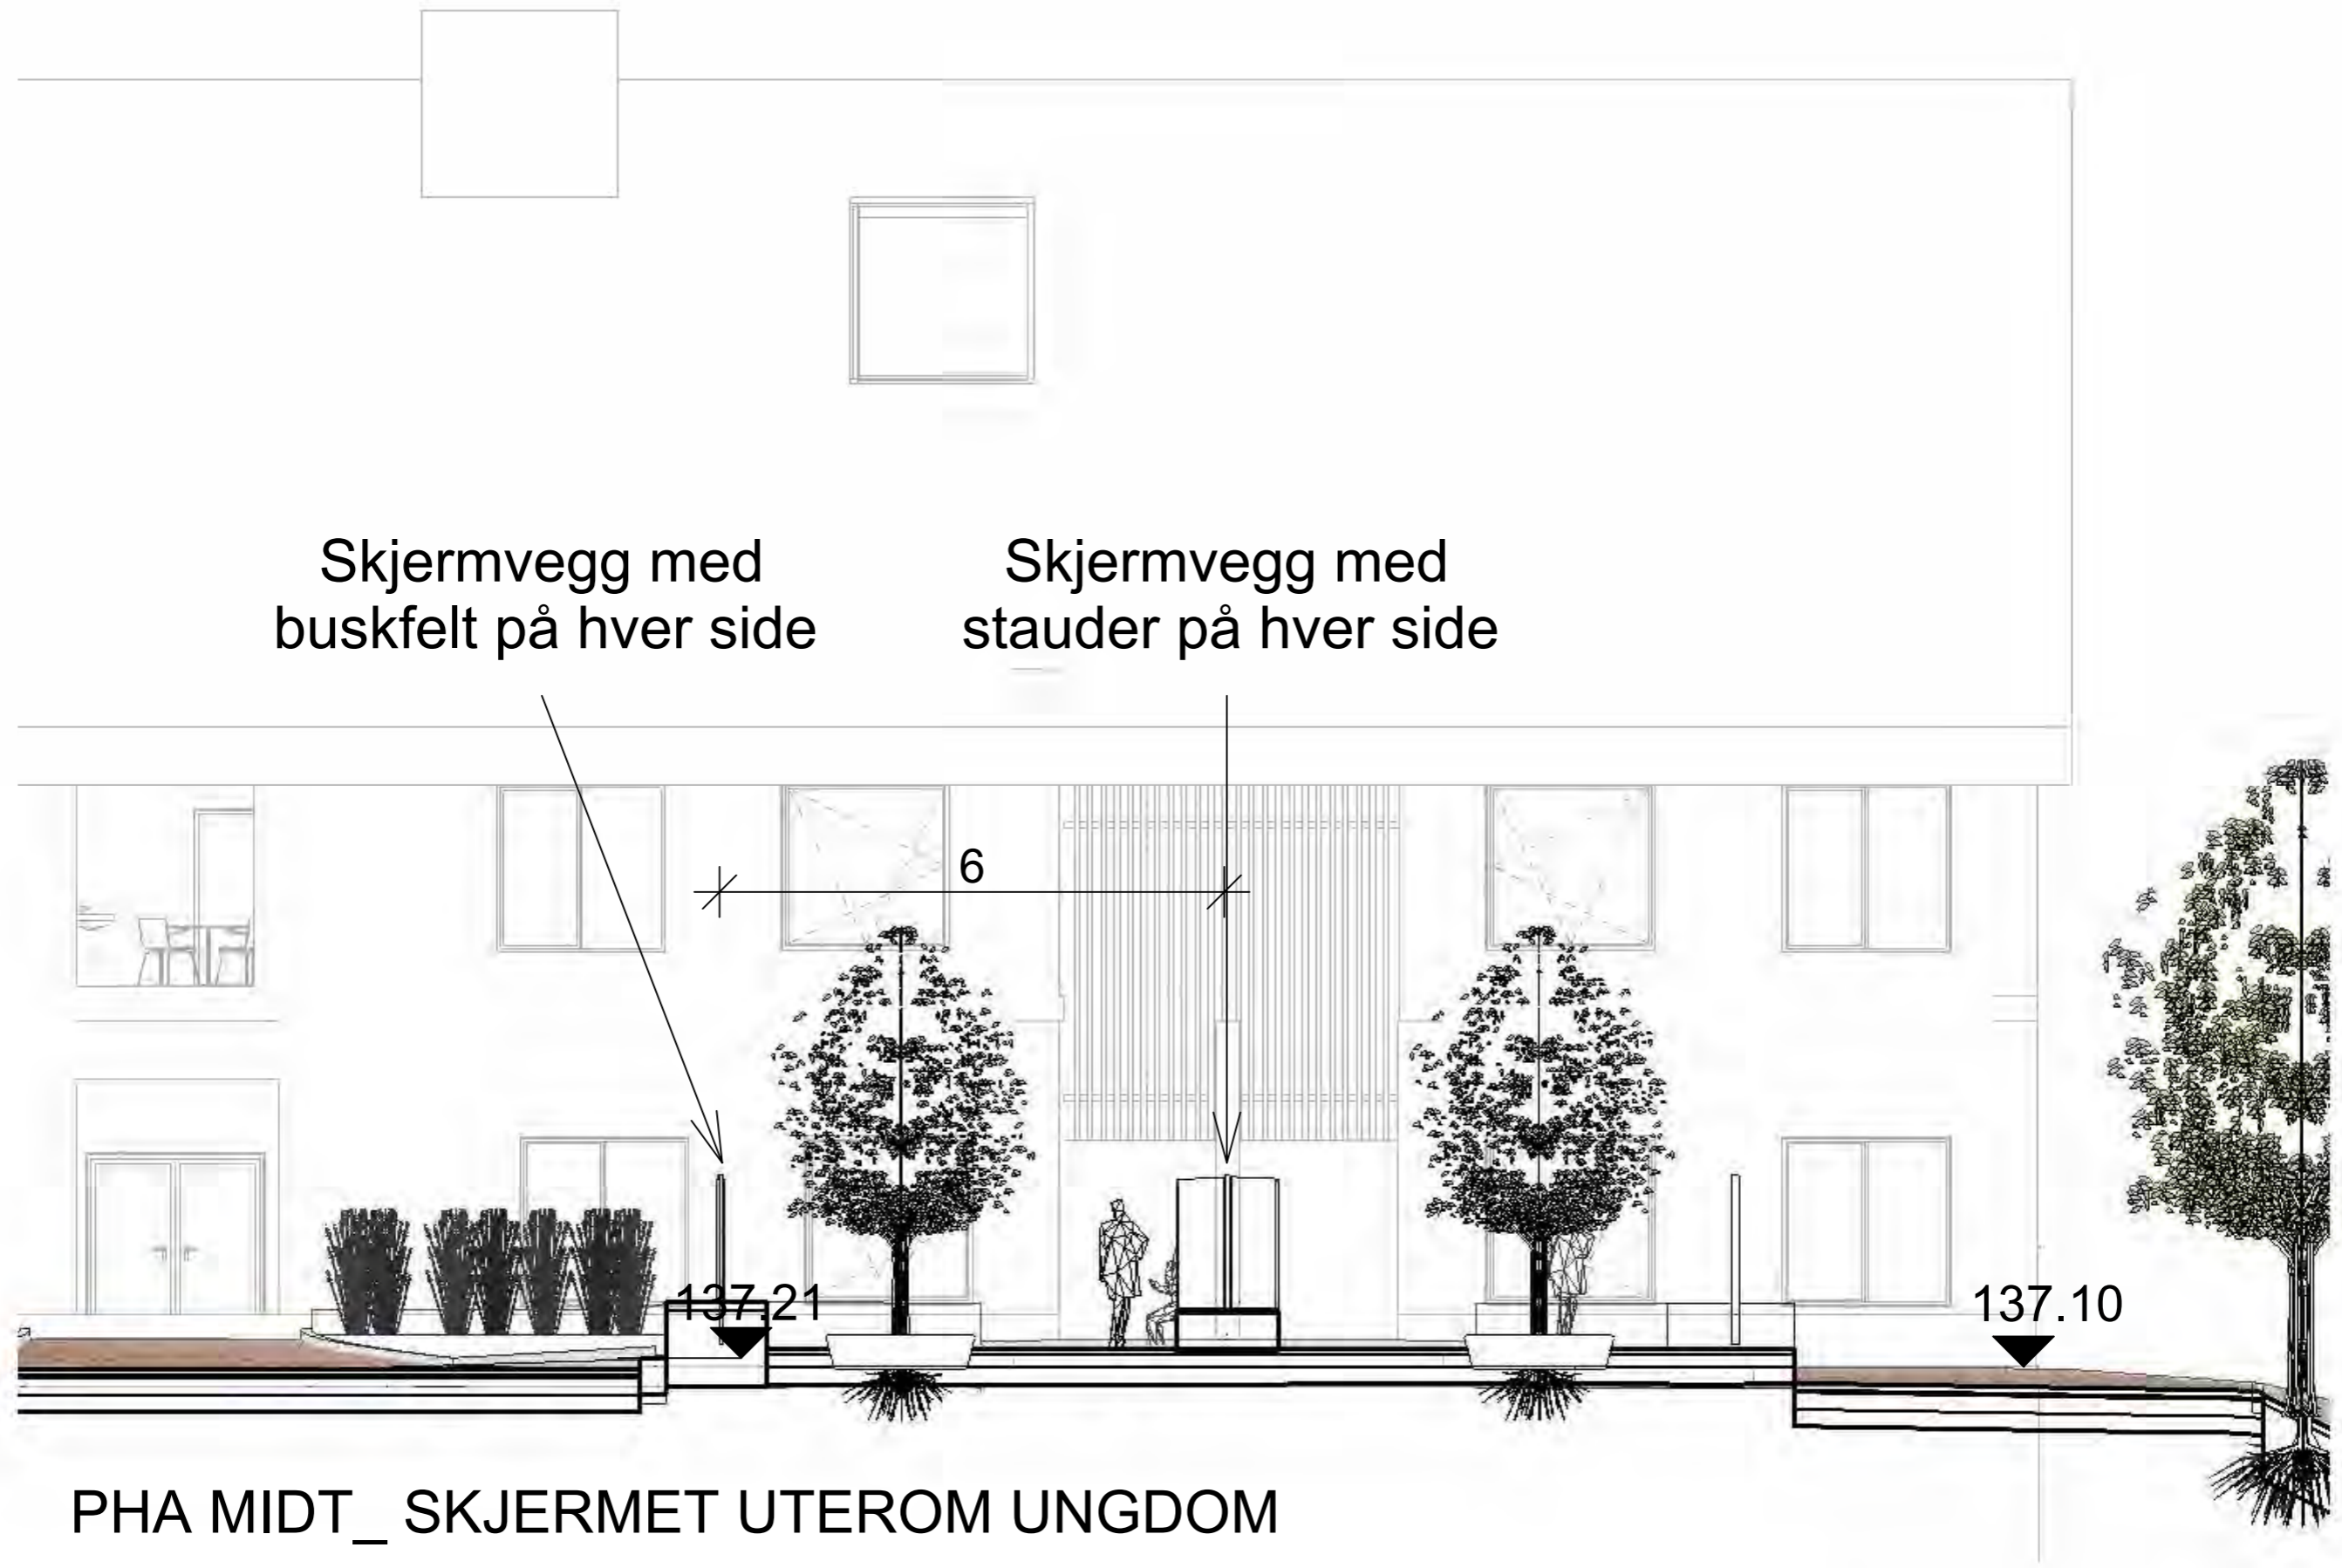 Skjermvegg med
buskfelt på hver side
Skjermvegg med
stauder på hver side
6
137.21
137.10
PHA MIDT_ SKJERMET UTEROM UNGDOM